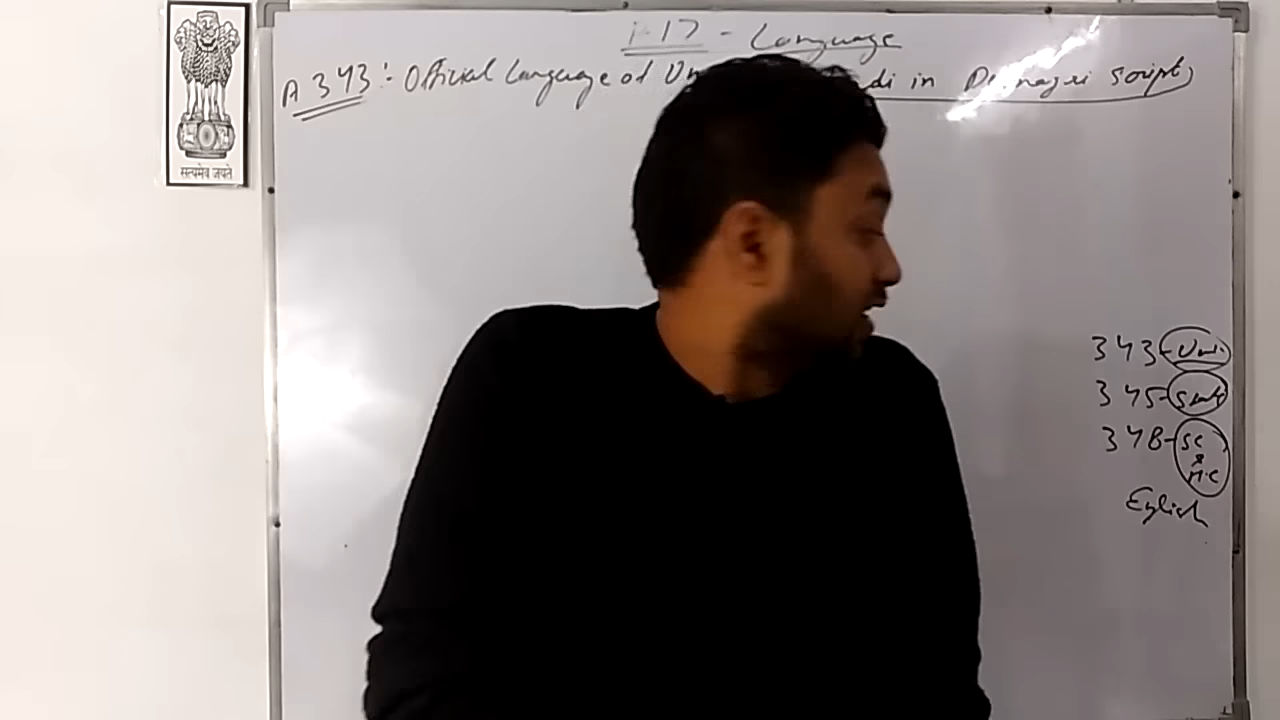 P-17 - Language
सत्यमेव जयते
A 343 :- Official Language of Un di in Devnagri script)
343-Uni.
345-State
348-SC
&
H.C
English